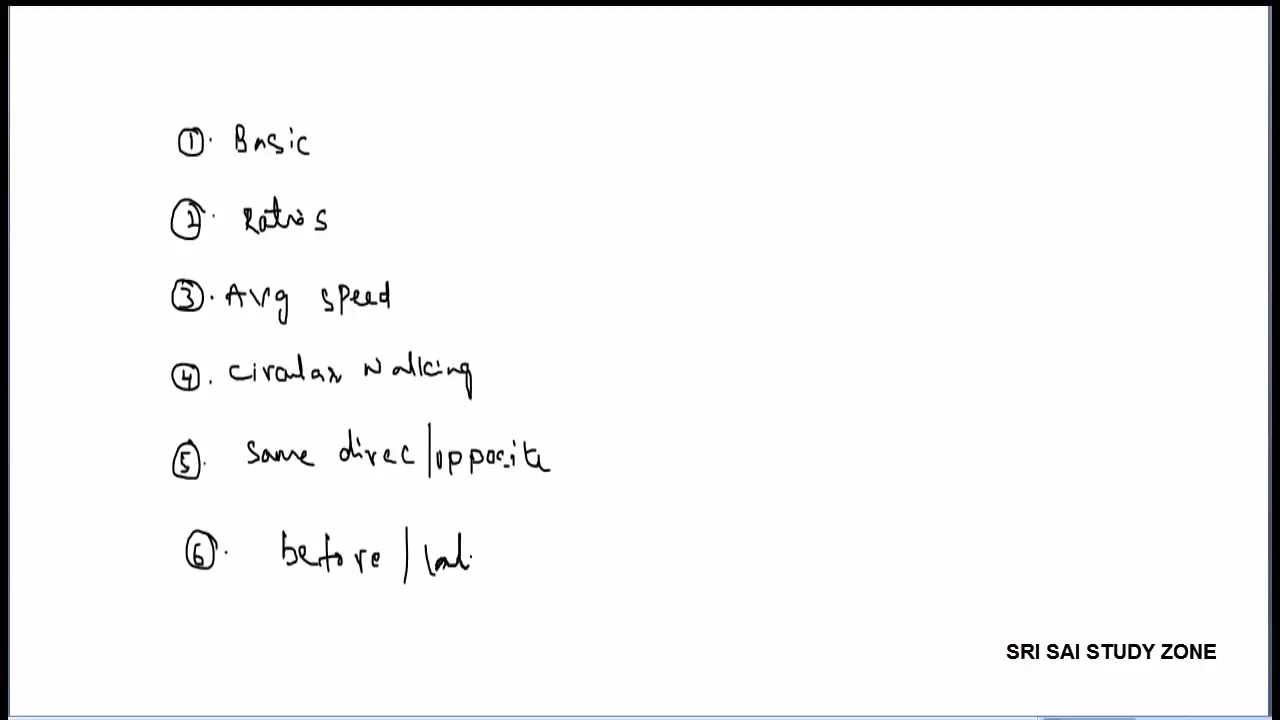 ① Basic
② Ratios
③ Avg speed
④ Circular walking
⑤ same direc | opposite
⑥ before |
SRI SAI STUDY ZONE